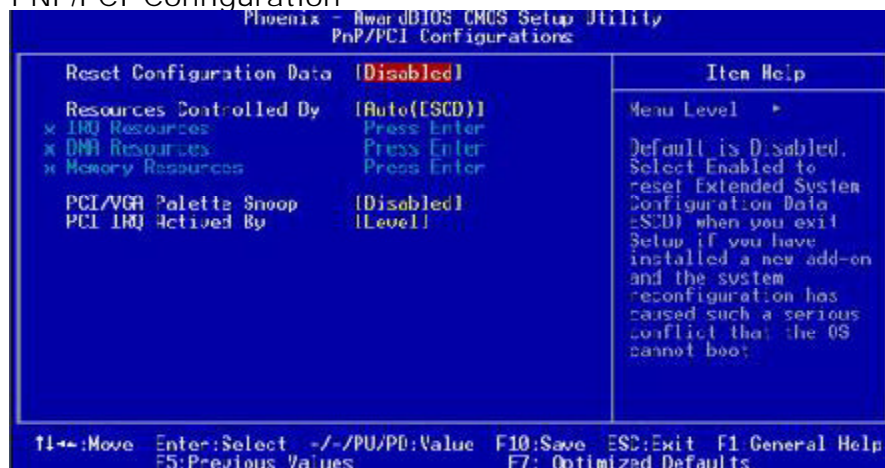 PNP/PCI Configuration
Phoenix - AwardBIOS CMOS Setup Utility
PnP/PCI Configurations
Reset Configuration Data [Disabled]
Resources Controlled By [Auto(ESCD)]
x IRQ Resources Press Enter
x DMA Resources Press Enter
x Memory Resources Press Enter
PCI/VGA Palette Snoop [Disabled]
PCI IRQ Actived By [Level]
Item Help
Menu Level ▸
Default is Disabled.
Select Enabled to
reset Extended System
Configuration Data
ESCD) when you exit
Setup if you have
installed a new add-on
and the system
reconfiguration has
caused such a serious
conflict that the OS
cannot boot
↑↓→←:Move Enter:Select -/-/PU/PD:Value F10:Save ESC:Exit F1 General Help
F5:Previous Values F7: Optimized Defaults